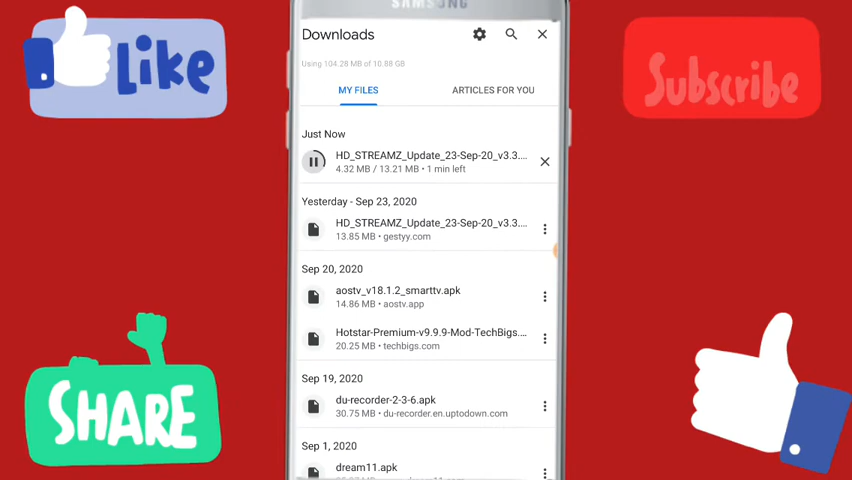 Like
Subscribe
SHARE
SAMSUNG
Downloads
Using 104.28 MB of 10.88 GB
MY FILES
ARTICLES FOR YOU
Just Now
HD_STREAMZ_Update_23-Sep-20_v3.3....
4.32 MB / 13.21 MB • 1 min left
Yesterday - Sep 23, 2020
HD_STREAMZ_Update_23-Sep-20_v3.3....
13.85 MB • gestyy.com
Sep 20, 2020
aostv_v18.1.2_smarttv.apk
14.86 MB • aostv.app
Hotstar-Premium-v9.9.9-Mod-TechBigs....
20.25 MB • techbigs.com
Sep 19, 2020
du-recorder-2-3-6.apk
30.75 MB • du-recorder.en.uptodown.com
Sep 1, 2020
dream11.apk